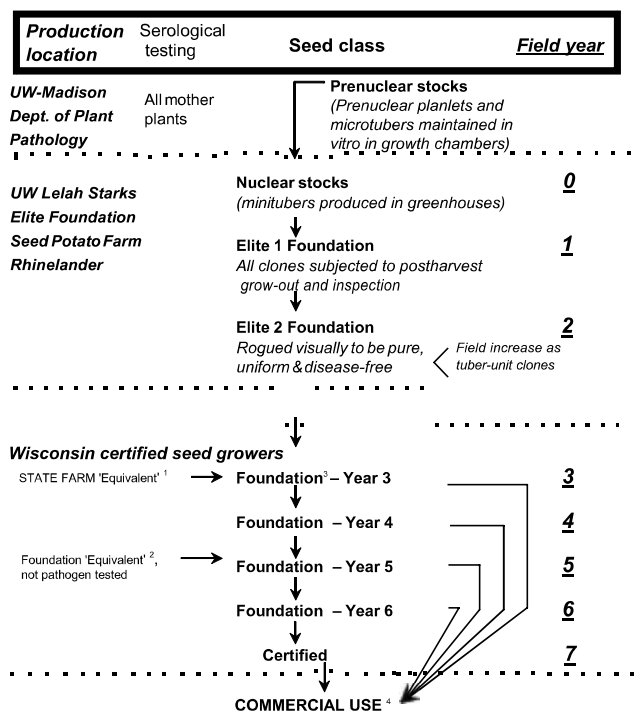 Production location
Serological testing
Seed class
Field year
UW-Madison
Dept. of Plant
Pathology
All mother
plants
Prenuclear stocks
(Prenuclear planlets and
microtubers maintained in
vitro in growth chambers)
UW Lelah Starks
Elite Foundation
Seed Potato Farm
Rhinelander
Nuclear stocks
(minitubers produced in greenhouses)
0
Elite 1 Foundation
All clones subjected to postharvest
grow-out and inspection
1
Elite 2 Foundation
Rogued visually to be pure,
uniform & disease-free
Field increase as
tuber-unit clones
2
Wisconsin certified seed growers
STATE FARM 'Equivalent' 1
Foundation3 – Year 3
3
Foundation – Year 4
4
Foundation 'Equivalent' 2,
not pathogen tested
Foundation – Year 5
5
Foundation – Year 6
6
Certified
7
COMMERCIAL USE 4